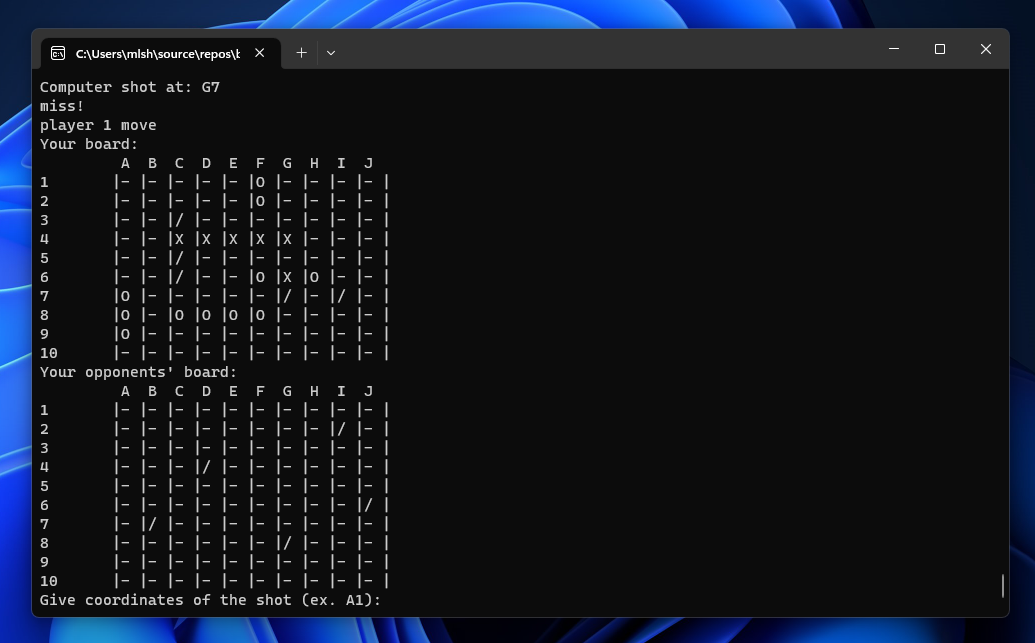 C:\Users\mlsh\source\repos\t
Computer shot at: G7
miss!
player 1 move
Your board:
         A  B  C  D  E  F  G  H  I  J
1       |- |- |- |- |- |O |- |- |- |- |
2       |- |- |- |- |- |O |- |- |- |- |
3       |- |- |/ |- |- |- |- |- |- |- |
4       |- |- |X |X |X |X |X |- |- |- |
5       |- |- |/ |- |- |- |- |- |- |- |
6       |- |- |/ |- |- |O |X |O |- |- |
7       |O |- |- |- |- |- |/ |- |/ |- |
8       |O |- |O |O |O |O |- |- |- |- |
9       |O |- |- |- |- |- |- |- |- |- |
10      |- |- |- |- |- |- |- |- |- |- |
Your opponents' board:
         A  B  C  D  E  F  G  H  I  J
1       |- |- |- |- |- |- |- |- |- |- |
2       |- |- |- |- |- |- |- |- |/ |- |
3       |- |- |- |- |- |- |- |- |- |- |
4       |- |- |- |/ |- |- |- |- |- |- |
5       |- |- |- |- |- |- |- |- |- |- |
6       |- |- |- |- |- |- |- |- |- |/ |
7       |- |/ |- |- |- |- |- |- |- |- |
8       |- |- |- |- |- |- |/ |- |- |- |
9       |- |- |- |- |- |- |- |- |- |- |
10      |- |- |- |- |- |- |- |- |- |- |
Give coordinates of the shot (ex. A1):